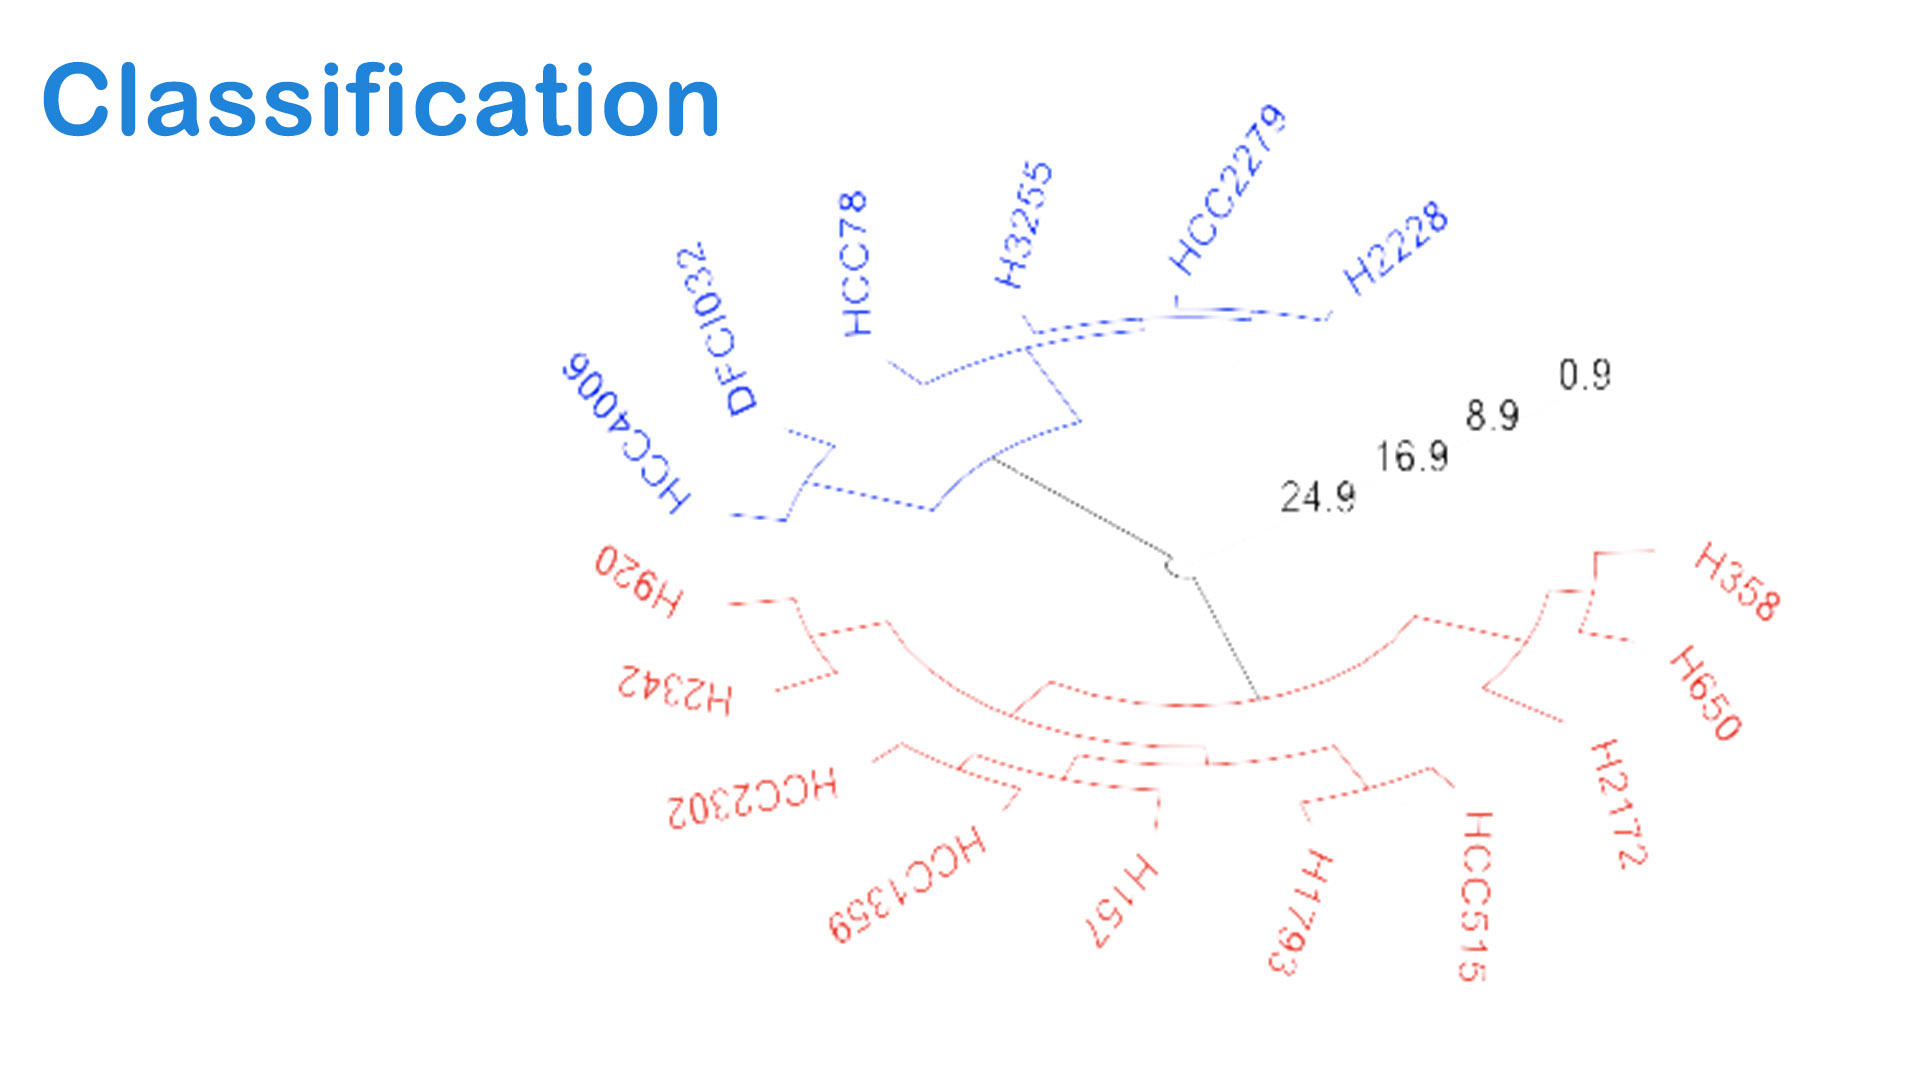 Classification
HCC2279
H3255
HCC78
H2228
DFCI032
HCC4006
0.9
8.9
16.9
24.9
H920
H358
H2342
H650
HCC2302
H2172
HCC1359
H157
H1793
HCC515